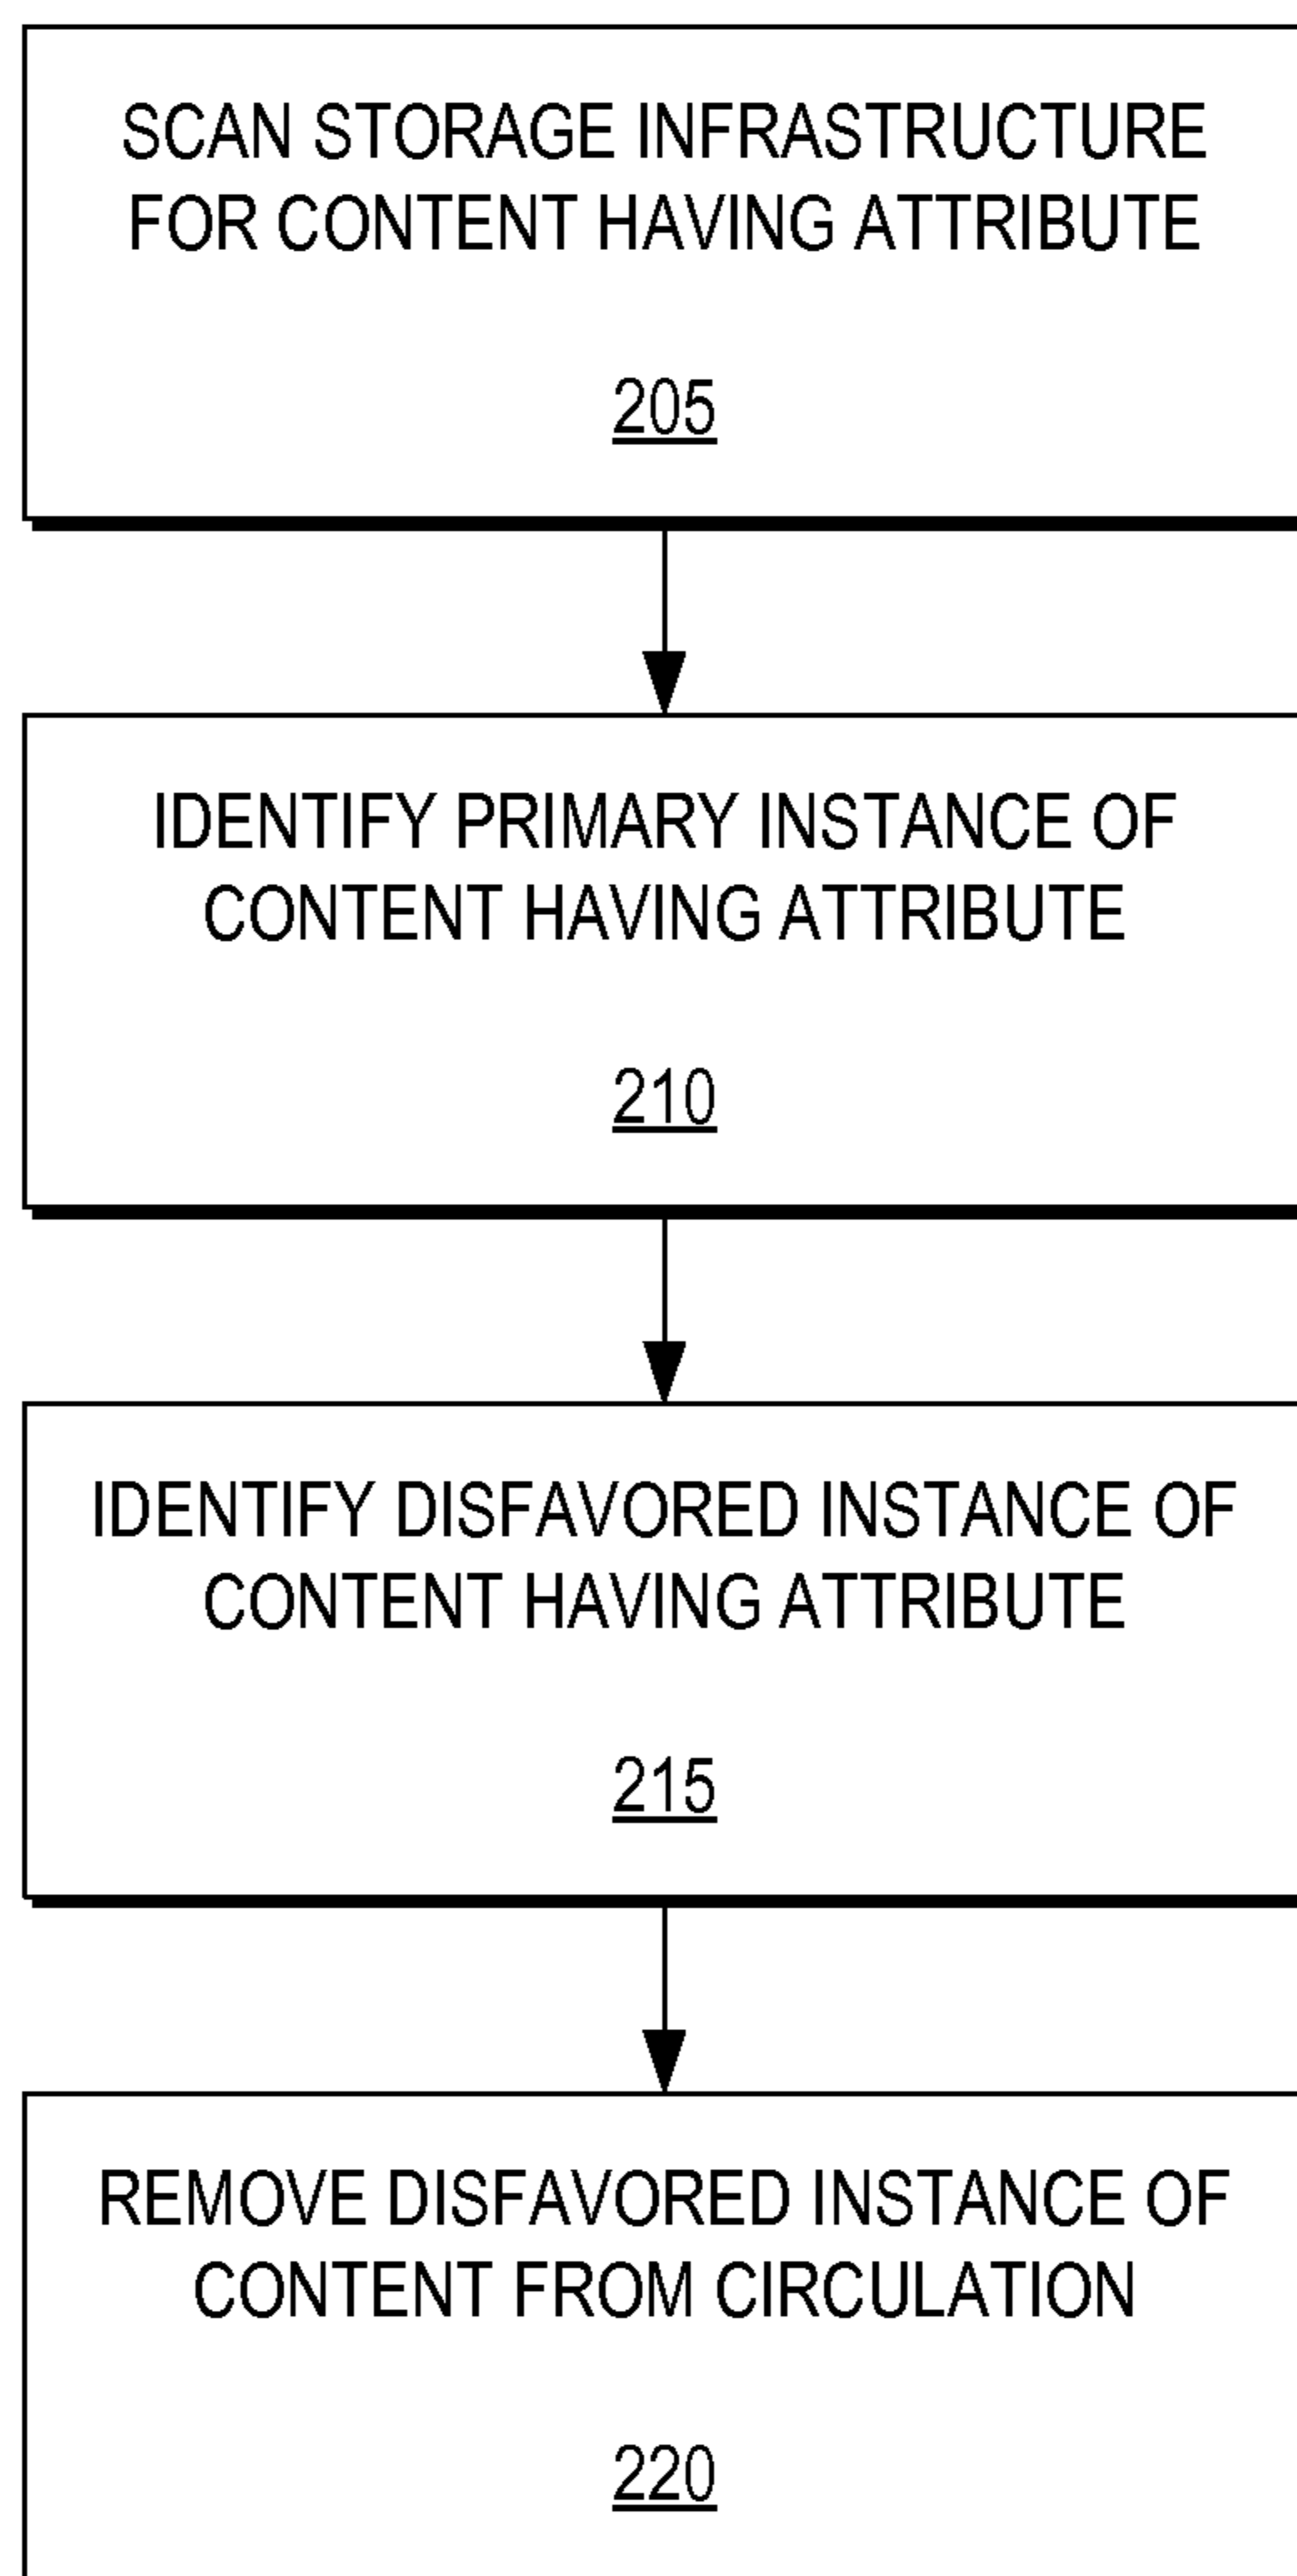 SCAN STORAGE INFRASTRUCTURE
FOR CONTENT HAVING ATTRIBUTE
205
IDENTIFY PRIMARY INSTANCE OF
CONTENT HAVING ATTRIBUTE
210
IDENTIFY DISFAVORED INSTANCE OF
CONTENT HAVING ATTRIBUTE
215
REMOVE DISFAVORED INSTANCE OF
CONTENT FROM CIRCULATION
220